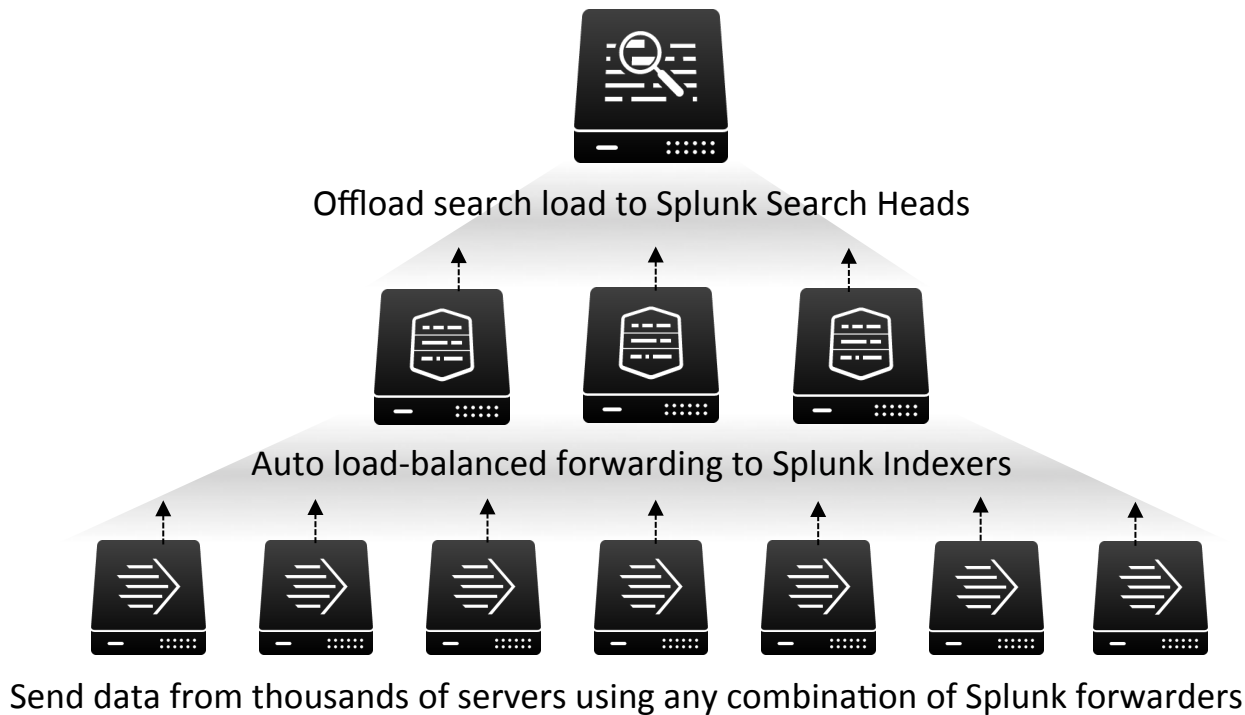 Offload search load to Splunk Search Heads
Auto load-balanced forwarding to Splunk Indexers
Send data from thousands of servers using any combination of Splunk forwarders